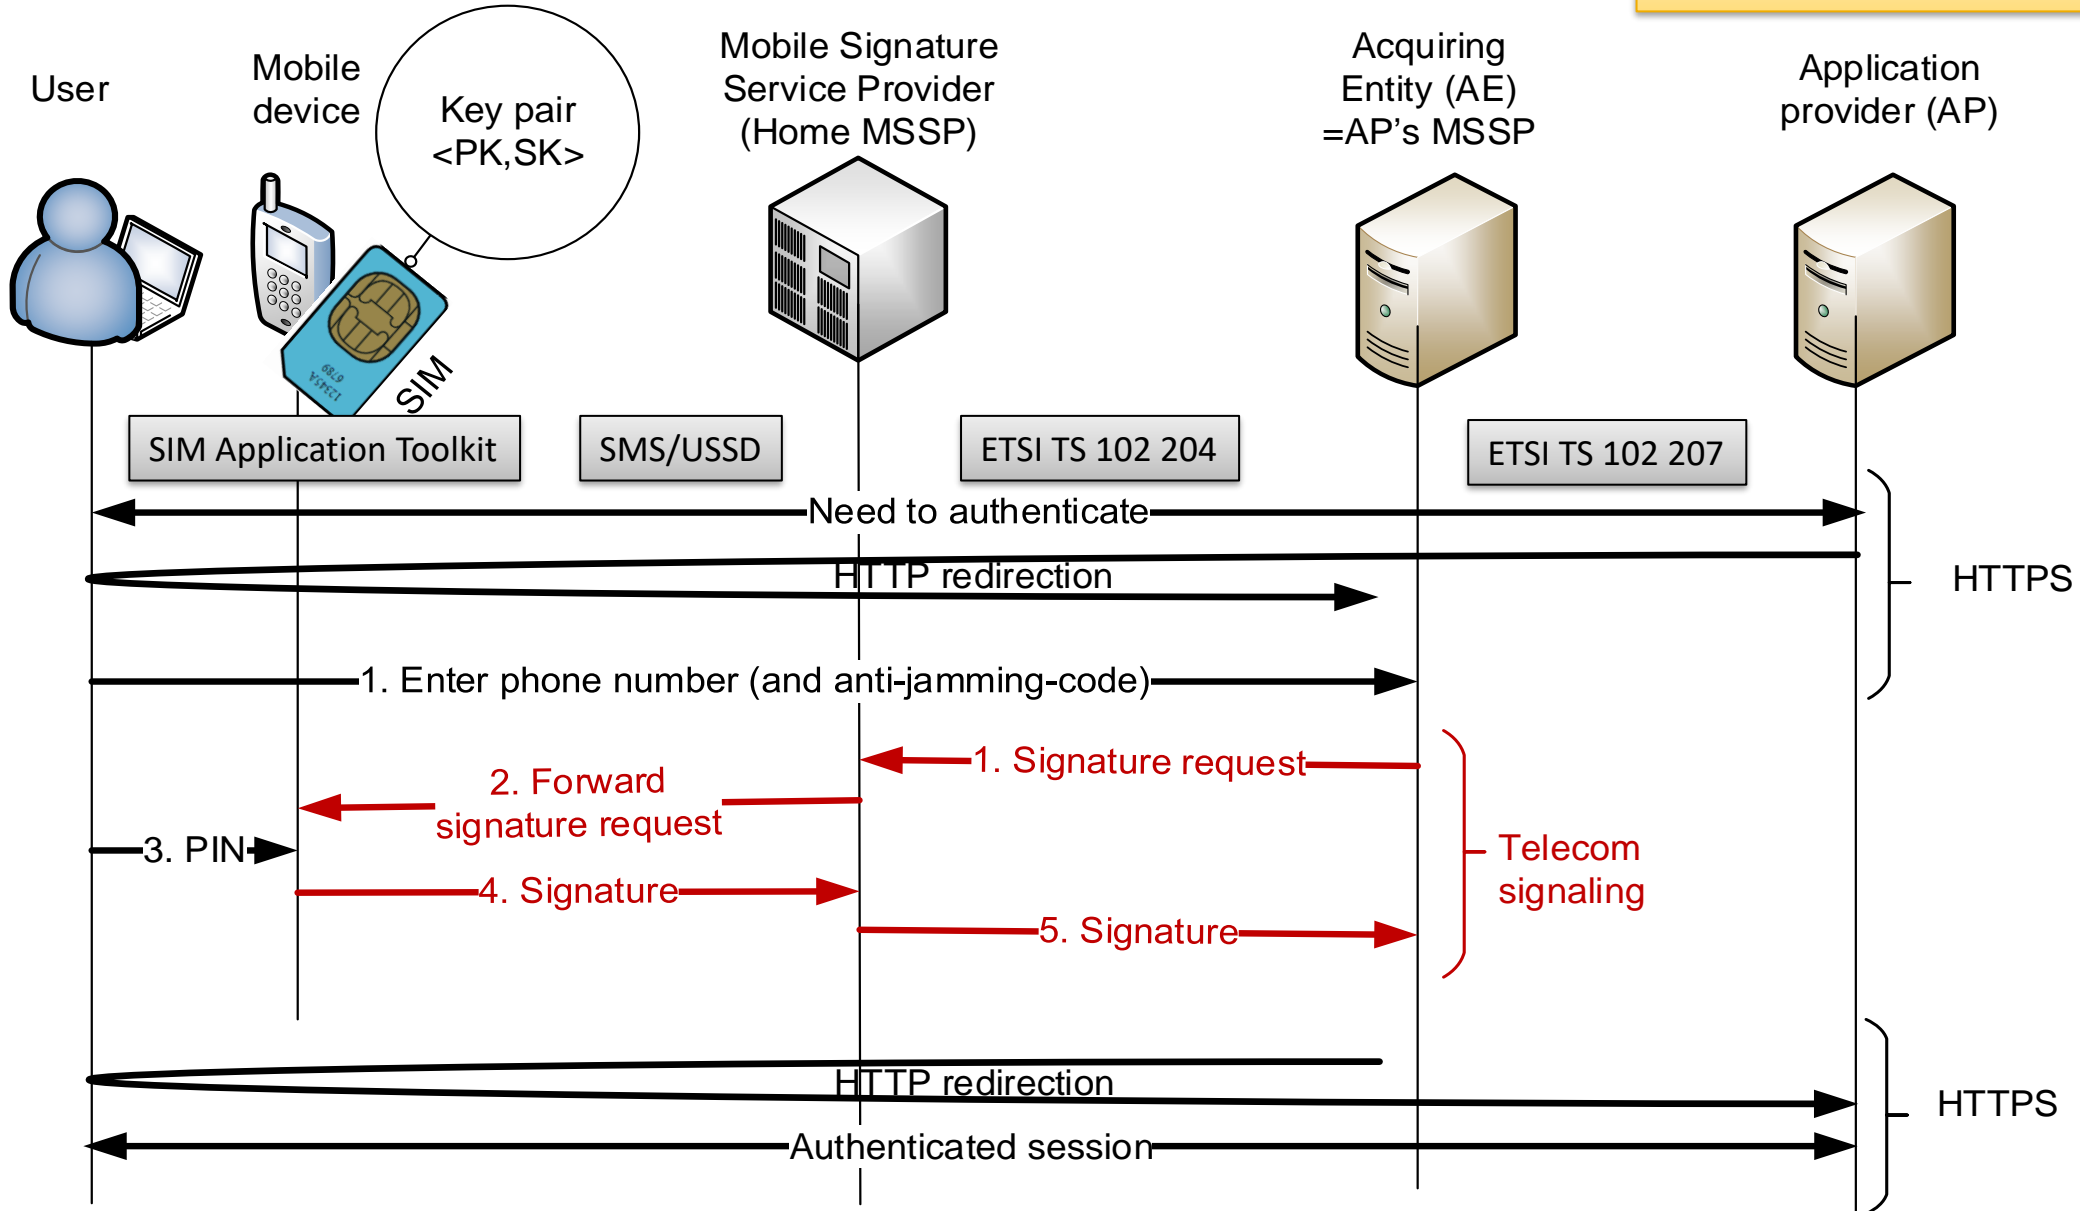 User
Mobile
device
Key pair
<PK,SK>
Mobile Signature
Service Provider
(Home MSSP)
Acquiring
Entity (AE)
=AP's MSSP
Application
provider (AP)
12345A
6789
SIM
SIM Application Toolkit
SMS/USSD
ETSI TS 102 204
ETSI TS 102 207
Need to authenticate
HTTP redirection
HTTPS
1. Enter phone number (and anti-jamming-code)
1. Signature request
2. Forward
signature request
3. PIN
Telecom
signaling
4. Signature
5. Signature
HTTP redirection
HTTPS
Authenticated session